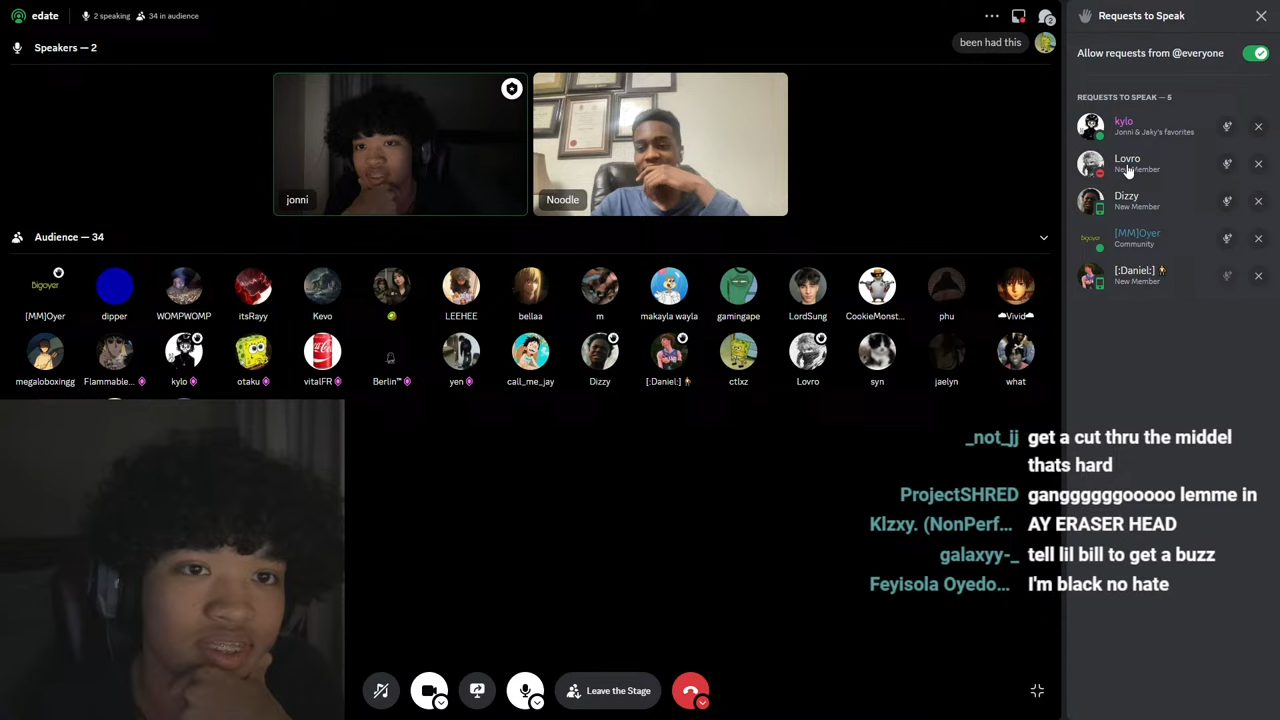 edate
2 speaking
34 in audience
2
Requests to Speak
Speakers — 2
been had this
Allow requests from @everyone
REQUESTS TO SPEAK — 5
kylo
Jonni & Jaky's favorites
Lovro
New Member
Dizzy
New Member
[MM]Oyer
Community
[:Daniel:]
New Member
jonni
Noodle
Audience — 34
Bigoyer
[MM]Oyer
dipper
WOMPWOMP
itsRayy
Kevo
LEEHEE
bellaa
m
makayla wayla
gamingape
LordSung
CookieMonst...
phu
Vivid
megaloboxingg
Flammable...
kylo
otaku
vitalFR
Berlin™
yen
call_me_jay
Dizzy
[:Daniel:]
ctlxz
Lovro
syn
jaelyn
what
_not_jj get a cut thru the middel
thats hard
ProjectSHRED ganggggggooooo lemme in
Klzxy. (NonPerf... AY ERASER HEAD
galaxyy-_ tell lil bill to get a buzz
Feyisola Oyedo... I'm black no hate
Leave the Stage